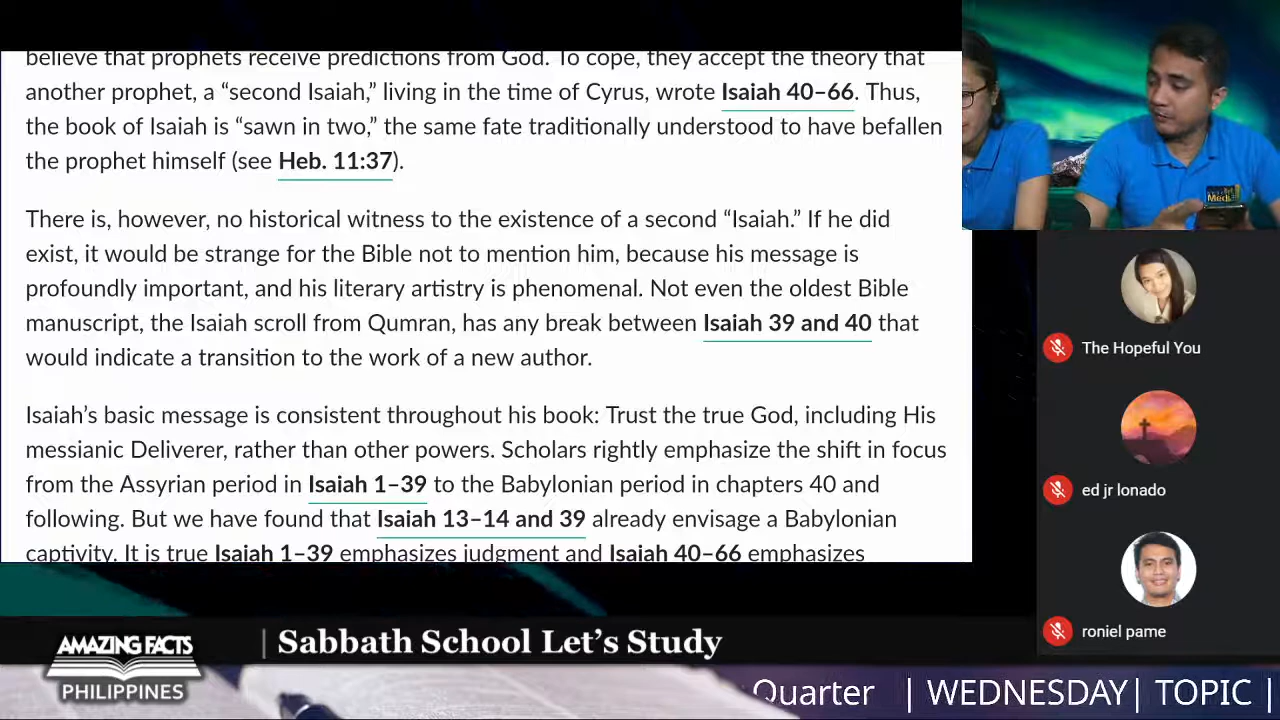 believe that prophets receive predictions from God. To cope, they accept the theory that
another prophet, a “second Isaiah,” living in the time of Cyrus, wrote Isaiah 40–66. Thus,
the book of Isaiah is “sawn in two,” the same fate traditionally understood to have befallen
the prophet himself (see Heb. 11:37).
There is, however, no historical witness to the existence of a second “Isaiah.” If he did
exist, it would be strange for the Bible not to mention him, because his message is
profoundly important, and his literary artistry is phenomenal. Not even the oldest Bible
manuscript, the Isaiah scroll from Qumran, has any break between Isaiah 39 and 40 that
would indicate a transition to the work of a new author.
Isaiah’s basic message is consistent throughout his book: Trust the true God, including His
messianic Deliverer, rather than other powers. Scholars rightly emphasize the shift in focus
from the Assyrian period in Isaiah 1–39 to the Babylonian period in chapters 40 and
following. But we have found that Isaiah 13–14 and 39 already envisage a Babylonian
captivity. It is true Isaiah 1–39 emphasizes judgment and Isaiah 40–66 emphasizes
The Hopeful You
ed jr lonado
roniel pame
AMAZING FACTS
PHILIPPINES
| Sabbath School Let’s Study
Quarter | WEDNESDAY| TOPIC |